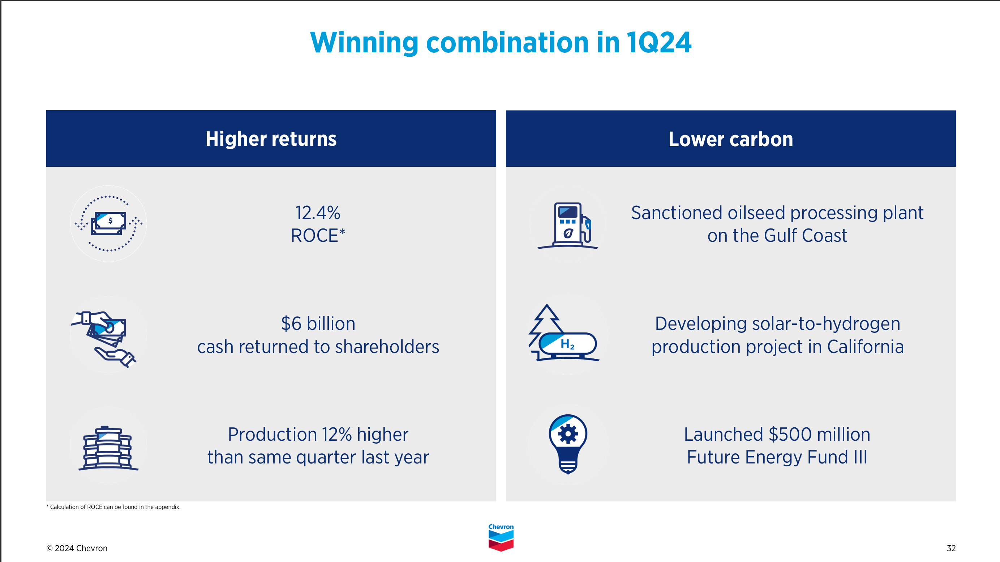 Winning combination in 1Q24
Higher returns
$
12.4%
ROCE*
$6 billion
cash returned to shareholders
Production 12% higher
than same quarter last year
Lower carbon
Sanctioned oilseed processing plant
on the Gulf Coast
H₂
Developing solar-to-hydrogen
production project in California
Launched $500 million
Future Energy Fund III
* Calculation of ROCE can be found in the appendix.
Chevron
© 2024 Chevron
32